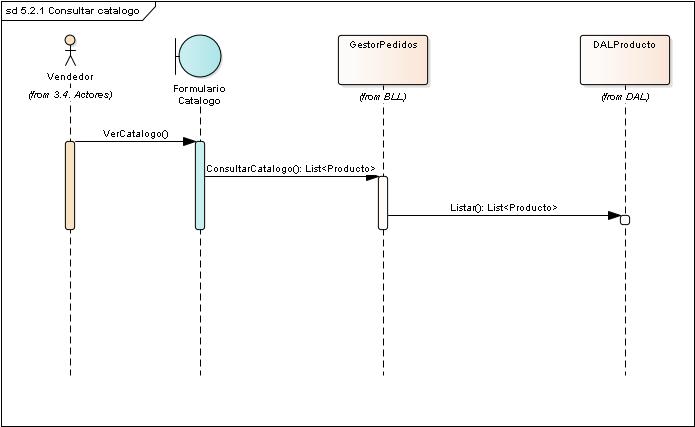 sd 5.2.1 Consultar catalogo
Vendedor
(from 3.4. Actores)
Formulario
Catalogo
GestorPedidos
(from BLL)
DALProducto
(from DAL)
VerCatalogo()
ConsultarCatalogo(): List<Producto>
Listar(): List<Producto>